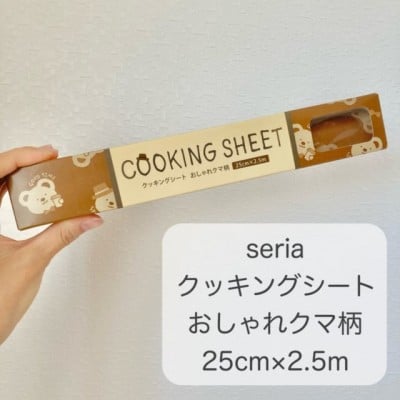 COOKING SHEET
クッキングシート おしゃれクマ柄 25cm×2.5m
seria
クッキングシート
おしゃれクマ柄
25cm×2.5m